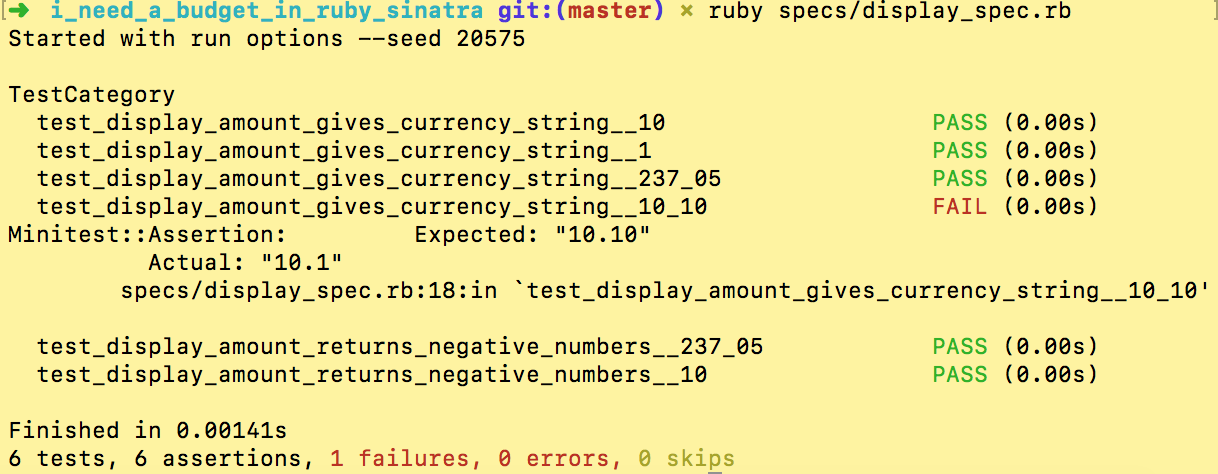 [➜ i_need_a_budget_in_ruby_sinatra git:(master) ✗ ruby specs/display_spec.rb ]
Started with run options --seed 20575
TestCategory
test_display_amount_gives_currency_string__10 PASS (0.00s)
test_display_amount_gives_currency_string__1 PASS (0.00s)
test_display_amount_gives_currency_string__237_05 PASS (0.00s)
test_display_amount_gives_currency_string__10_10 FAIL (0.00s)
Minitest::Assertion: Expected: "10.10"
Actual: "10.1"
specs/display_spec.rb:18:in `test_display_amount_gives_currency_string__10_10'
test_display_amount_returns_negative_numbers__237_05 PASS (0.00s)
test_display_amount_returns_negative_numbers__10 PASS (0.00s)
Finished in 0.00141s
6 tests, 6 assertions, 1 failures, 0 errors, 0 skips